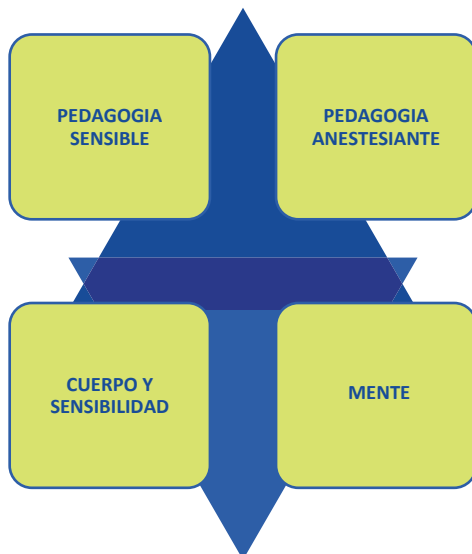 PEDAGOGIA
SENSIBLE
PEDAGOGIA
ANESTESIANTE
CUERPO Y
SENSIBILIDAD
MENTE